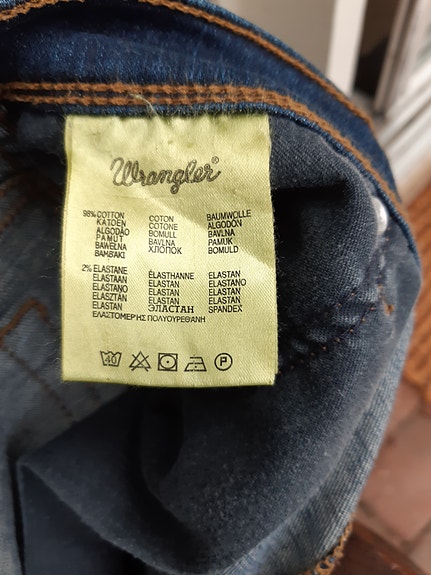 Wrangler®
98% COTTON COTON BAUMWOLLE
KATOEN COTONE ALGODÓN
ALGODÃO BOMULL BAVLNA
PAMUT BAVLNA PAMUK
BAWEŁNA ХЛОПОК BOMULD
ΒΑΜΒΑΚΙ
2% ELASTANE ÉLASTHANNE ELASTAN
ELASTAAN ELASTAN ELASTANO
ELASTANO ELASTAN ELASTAN
ELASZTÁN ELASTAN ELASTAN
ELASTAN ЭЛАСТАН SPANDEX
ΕΛΑΣΤΟΜΕΡΗΣ ΠΟΛΥΟΥΡΕΘΑΝΗ
40 P